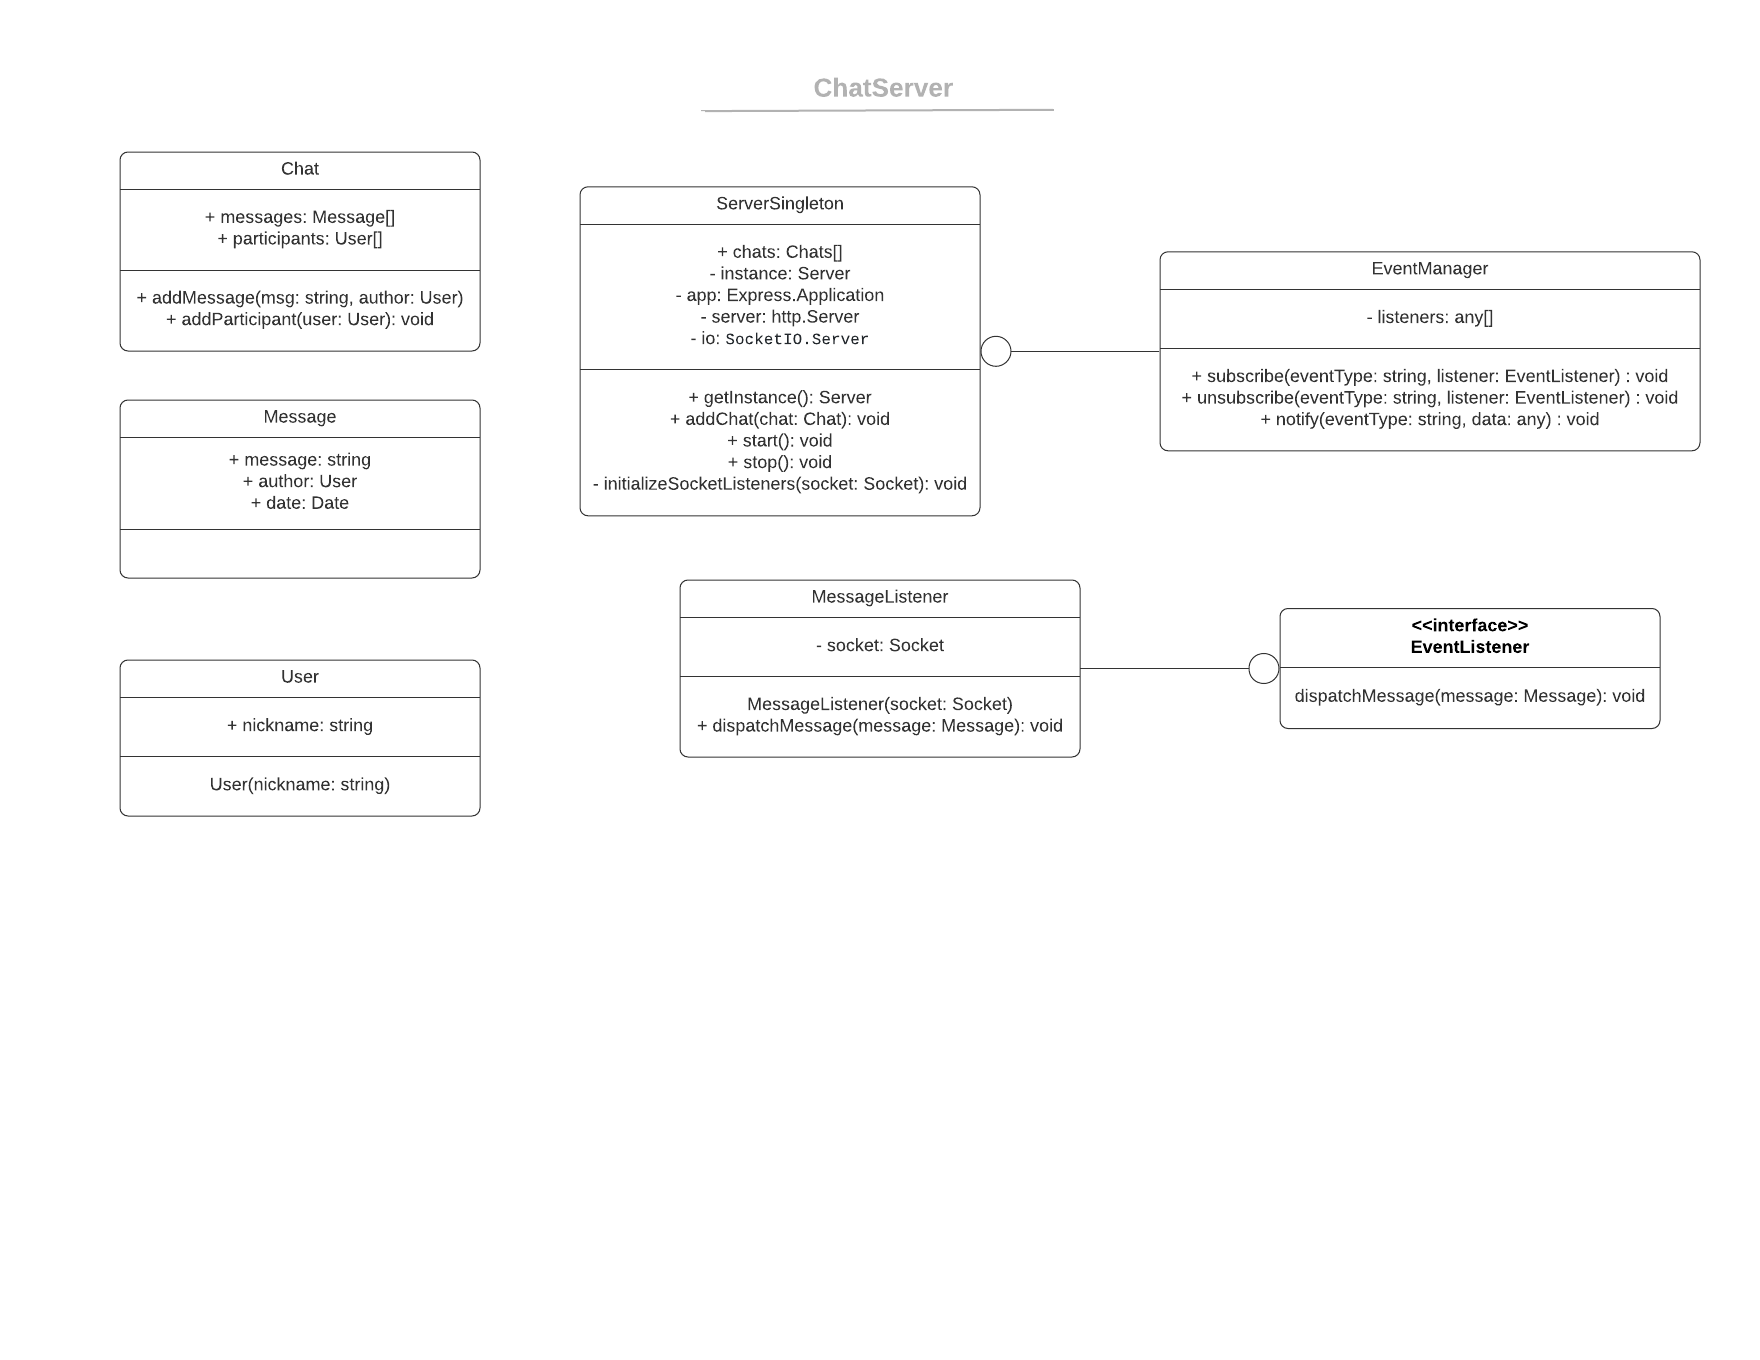 ChatServer
Chat
+ messages: Message[]
+ participants: User[]
+ addMessage(msg: string, author: User)
+ addParticipant(user: User): void
Message
+ message: string
+ author: User
+ date: Date
User
+ nickname: string
User(nickname: string)
ServerSingleton
+ chats: Chats[]
- instance: Server
- app: Express.Application
- server: http.Server
- io: SocketIO.Server
+ getInstance(): Server
+ addChat(chat: Chat): void
+ start(): void
+ stop(): void
- initializeSocketListeners(socket: Socket): void
EventManager
- listeners: any[]
+ subscribe(eventType: string, listener: EventListener) : void
+ unsubscribe(eventType: string, listener: EventListener) : void
+ notify(eventType: string, data: any) : void
MessageListener
- socket: Socket
MessageListener(socket: Socket)
+ dispatchMessage(message: Message): void
<<interface>>
EventListener
dispatchMessage(message: Message): void